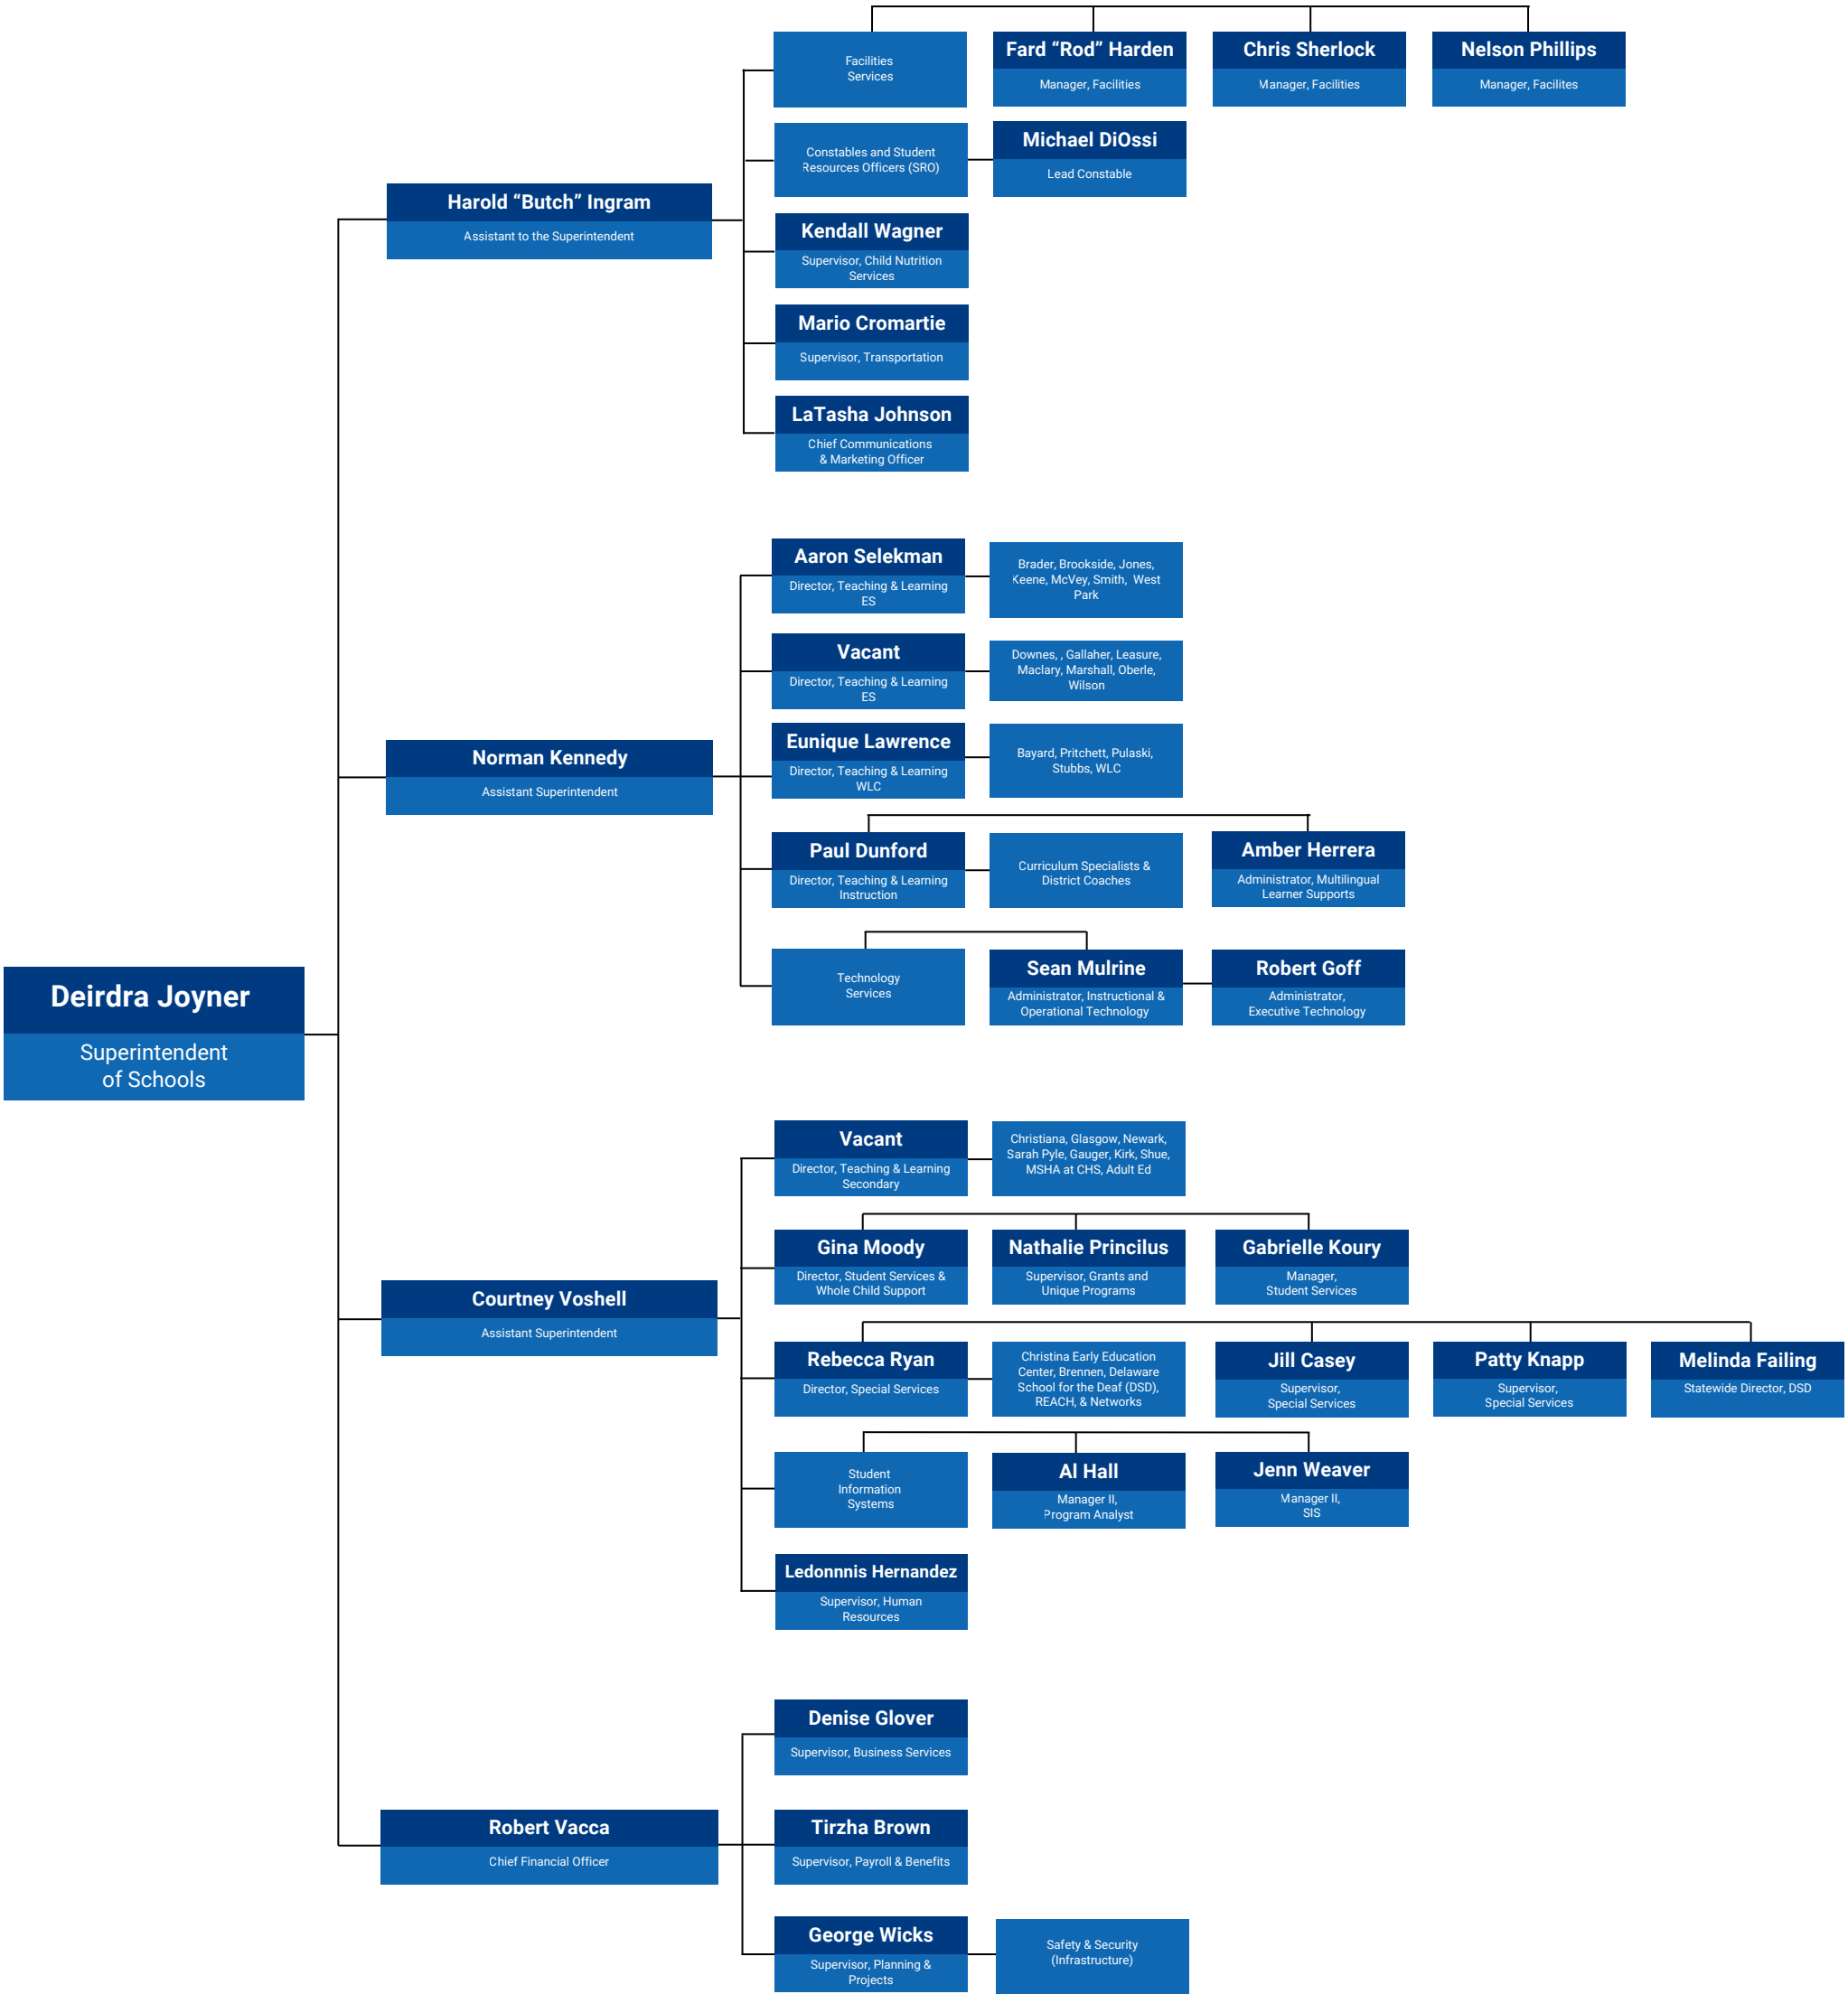 Facilities
Services
Fard “Rod” Harden
Manager, Facilities
Chris Sherlock
Manager, Facilities
Nelson Phillips
Manager, Facilites
Constables and Student
Resources Officers (SRO)
Michael DiOssi
Lead Constable
Harold “Butch” Ingram
Assistant to the Superintendent
Kendall Wagner
Supervisor, Child Nutrition
Services
Mario Cromartie
Supervisor, Transportation
LaTasha Johnson
Chief Communications
& Marketing Officer
Aaron Selekman
Director, Teaching & Learning
ES
Brader, Brookside, Jones,
Keene, McVey, Smith, West
Park
Vacant
Director, Teaching & Learning
ES
Downes, , Gallaher, Leasure,
Maclary, Marshall, Oberle,
Wilson
Eunique Lawrence
Director, Teaching & Learning
WLC
Bayard, Pritchett, Pulaski,
Stubbs, WLC
Norman Kennedy
Assistant Superintendent
Paul Dunford
Director, Teaching & Learning
Instruction
Curriculum Specialists &
District Coaches
Amber Herrera
Administrator, Multilingual
Learner Supports
Technology
Services
Sean Mulrine
Administrator, Instructional &
Operational Technology
Robert Goff
Administrator,
Executive Technology
Deirdra Joyner
Superintendent
of Schools
Vacant
Director, Teaching & Learning
Secondary
Christiana, Glasgow, Newark,
Sarah Pyle, Gauger, Kirk, Shue,
MSHA at CHS, Adult Ed
Gina Moody
Director, Student Services &
Whole Child Support
Nathalie Princilus
Supervisor, Grants and
Unique Programs
Gabrielle Koury
Manager,
Student Services
Courtney Voshell
Assistant Superintendent
Rebecca Ryan
Director, Special Services
Christina Early Education
Center, Brennen, Delaware
School for the Deaf (DSD),
REACH, & Networks
Jill Casey
Supervisor,
Special Services
Patty Knapp
Supervisor,
Special Services
Melinda Failing
Statewide Director, DSD
Student
Information
Systems
Al Hall
Manager II,
Program Analyst
Jenn Weaver
Manager II,
SIS
Ledonnnis Hernandez
Supervisor, Human
Resources
Denise Glover
Supervisor, Business Services
Robert Vacca
Chief Financial Officer
Tirzha Brown
Supervisor, Payroll & Benefits
George Wicks
Supervisor, Planning &
Projects
Safety & Security
(Infrastructure)